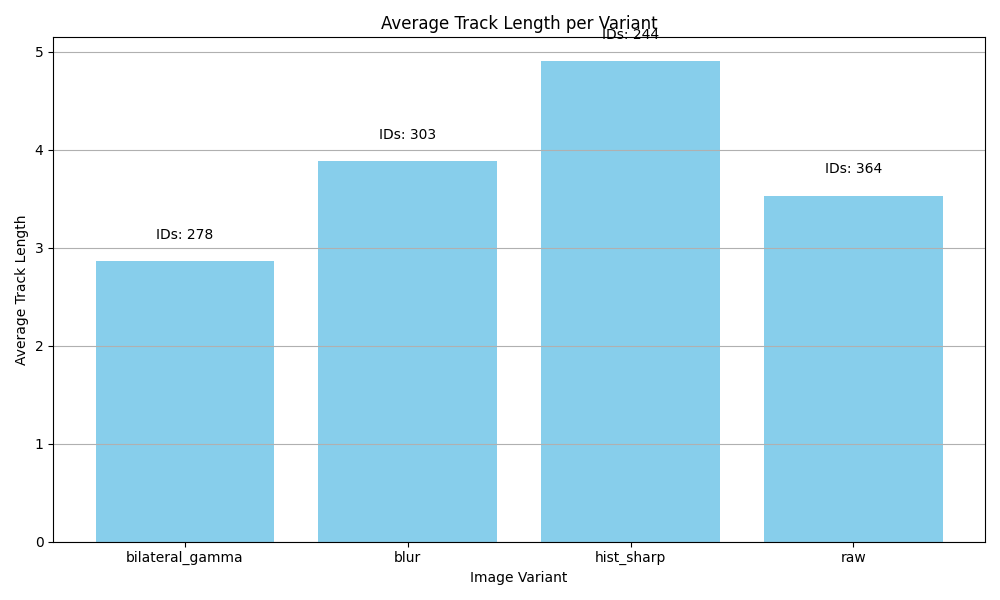 Average Track Length per Variant
IDs: 244
IDs: 303
IDs: 364
IDs: 278
Average Track Length
5
4
3
2
1
0
bilateral_gamma
blur
hist_sharp
raw
Image Variant